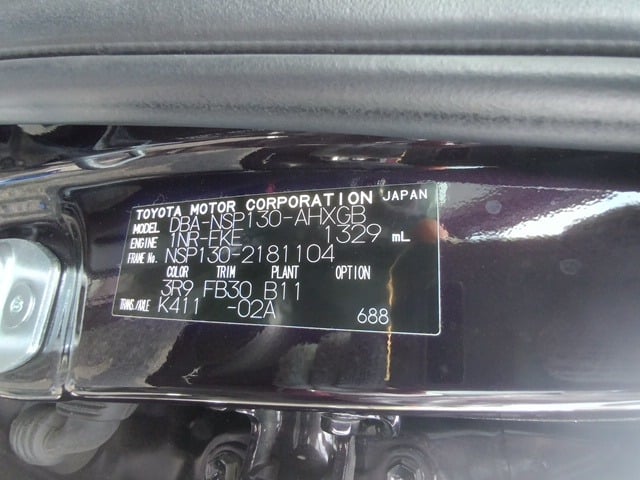 TOYOTA MOTOR CORPORATION JAPAN
MODEL DBA-NSP130-AHXGB
ENGINE 1NR-FKE 1329 mL
FRAME No. NSP130-2181104
COLOR TRIM PLANT OPTION
3R9 FB30 B11
TRANS./AXLE K411 -02A 688